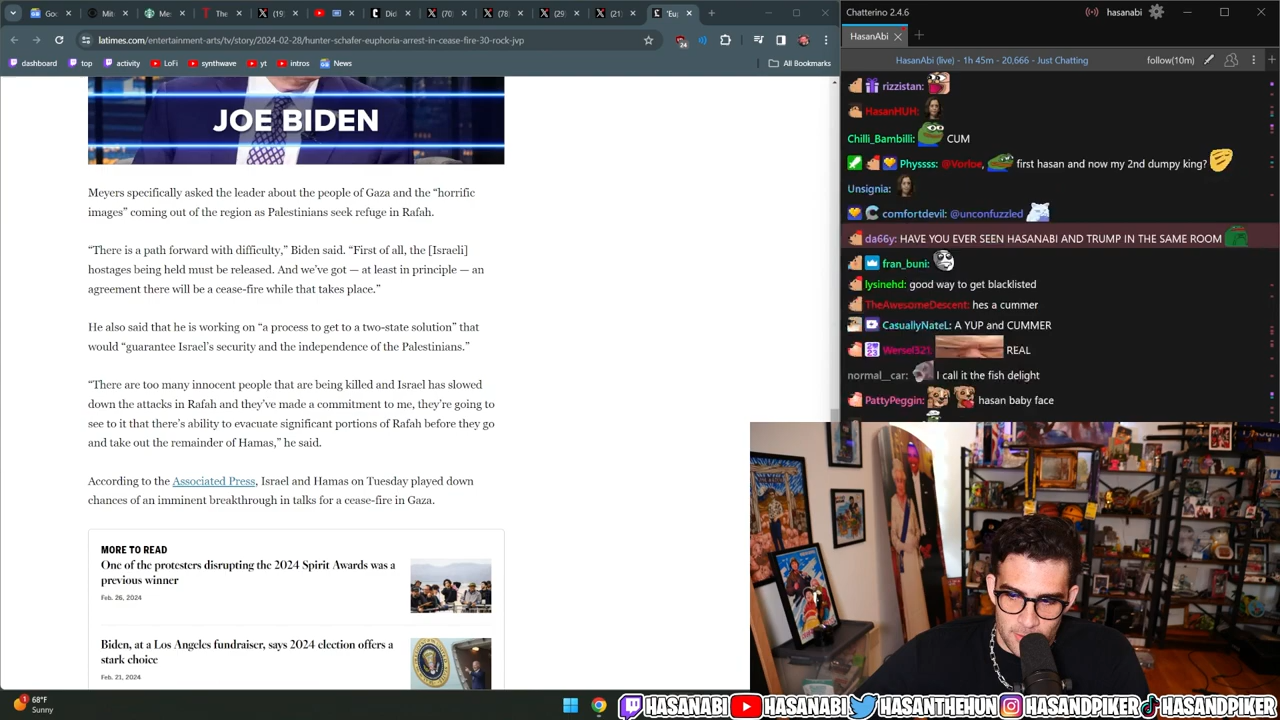 Goo
Mit
Me
The
(19)
Did
(70)
(78)
(29)
(21)
'Eup
latimes.com/entertainment-arts/tv/story/2024-02-28/hunter-schafer-euphoria-arrest-in-cease-fire-30-rock-jvp
24
dashboard
top
activity
LoFi
synthwave
yt
intros
News
All Bookmarks
JOE BIDEN
Meyers specifically asked the leader about the people of Gaza and the “horrific
images” coming out of the region as Palestinians seek refuge in Rafah.
“There is a path forward with difficulty,” Biden said. “First of all, the [Israeli]
hostages being held must be released. And we’ve got — at least in principle — an
agreement there will be a cease-fire while that takes place.”
He also said that he is working on “a process to get to a two-state solution” that
would “guarantee Israel’s security and the independence of the Palestinians.”
“There are too many innocent people that are being killed and Israel has slowed
down the attacks in Rafah and they’ve made a commitment to me, they’re going to
see to it that there’s ability to evacuate significant portions of Rafah before they go
and take out the remainder of Hamas,” he said.
According to the Associated Press, Israel and Hamas on Tuesday played down
chances of an imminent breakthrough in talks for a cease-fire in Gaza.
MORE TO READ
One of the protesters disrupting the 2024 Spirit Awards was a
previous winner
Feb. 26, 2024
Biden, at a Los Angeles fundraiser, says 2024 election offers a
stark choice
Feb. 21, 2024
Chatterino 2.4.6
hasanabi
HasanAbi
HasanAbi (live) - 1h 45m - 20,666 - Just Chatting
follow(10m)
rizzistan:
HasanHUH:
Chilli_Bambilli: CUM
Physsss: @Vorloe, first hasan and now my 2nd dumpy king?
Unsignia:
comfortdevil: @unconfuzzled
da66y: HAVE YOU EVER SEEN HASANABI AND TRUMP IN THE SAME ROOM
fran_buni:
lysinehd: good way to get blacklisted
TheAwesomeDescent: hes a cummer
CasuallyNateL: A YUP and CUMMER
Wersel321: REAL
normal__car: I call it the fish delight
PattyPeggin: hasan baby face
68°F
Sunny
HASANABI
HASANABI
HASANTHEHUN
HASANDPIKER
HASANDPIKER